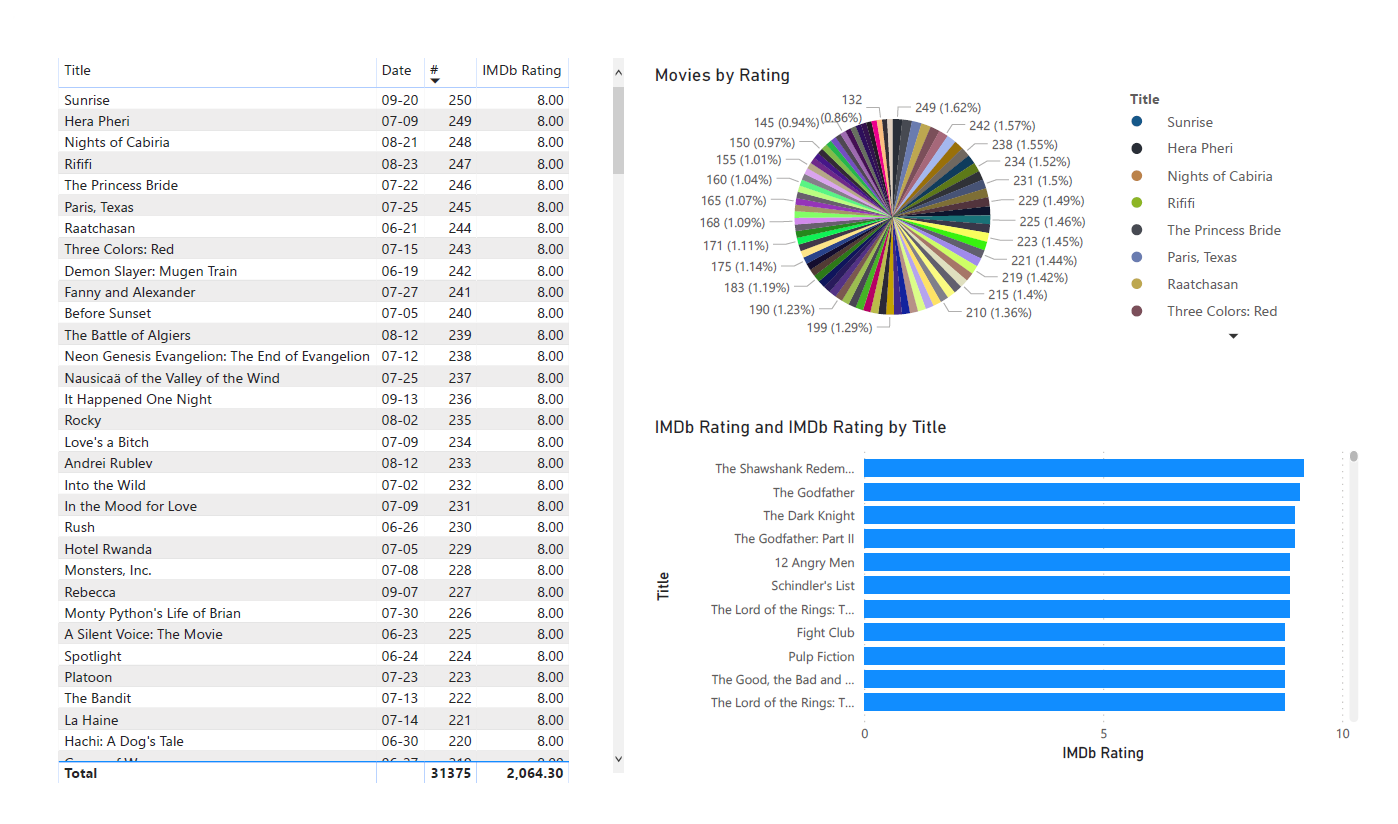 Title Date # IMDb Rating
Sunrise 09-20 250 8.00
Hera Pheri 07-09 249 8.00
Nights of Cabiria 08-21 248 8.00
Rififi 08-23 247 8.00
The Princess Bride 07-22 246 8.00
Paris, Texas 07-25 245 8.00
Raatchasan 06-21 244 8.00
Three Colors: Red 07-15 243 8.00
Demon Slayer: Mugen Train 06-19 242 8.00
Fanny and Alexander 07-27 241 8.00
Before Sunset 07-05 240 8.00
The Battle of Algiers 08-12 239 8.00
Neon Genesis Evangelion: The End of Evangelion 07-12 238 8.00
Nausicaä of the Valley of the Wind 07-25 237 8.00
It Happened One Night 09-13 236 8.00
Rocky 08-02 235 8.00
Love's a Bitch 07-09 234 8.00
Andrei Rublev 08-12 233 8.00
Into the Wild 07-02 232 8.00
In the Mood for Love 07-09 231 8.00
Rush 06-26 230 8.00
Hotel Rwanda 07-05 229 8.00
Monsters, Inc. 07-08 228 8.00
Rebecca 09-07 227 8.00
Monty Python's Life of Brian 07-30 226 8.00
A Silent Voice: The Movie 06-23 225 8.00
Spotlight 06-24 224 8.00
Platoon 07-23 223 8.00
The Bandit 07-13 222 8.00
La Haine 07-14 221 8.00
Hachi: A Dog's Tale 06-30 220 8.00
Total 31375 2,064.30
Movies by Rating
132
(0.86%)
145 (0.94%)
150 (0.97%)
155 (1.01%)
160 (1.04%)
165 (1.07%)
168 (1.09%)
171 (1.11%)
175 (1.14%)
183 (1.19%)
190 (1.23%)
199 (1.29%)
249 (1.62%)
242 (1.57%)
238 (1.55%)
234 (1.52%)
231 (1.5%)
229 (1.49%)
225 (1.46%)
223 (1.45%)
221 (1.44%)
219 (1.42%)
215 (1.4%)
210 (1.36%)
Title
Sunrise
Hera Pheri
Nights of Cabiria
Rififi
The Princess Bride
Paris, Texas
Raatchasan
Three Colors: Red
IMDb Rating and IMDb Rating by Title
Title
The Shawshank Redem...
The Godfather
The Dark Knight
The Godfather: Part II
12 Angry Men
Schindler's List
The Lord of the Rings: T...
Fight Club
Pulp Fiction
The Good, the Bad and ...
The Lord of the Rings: T...
0 5 10
IMDb Rating